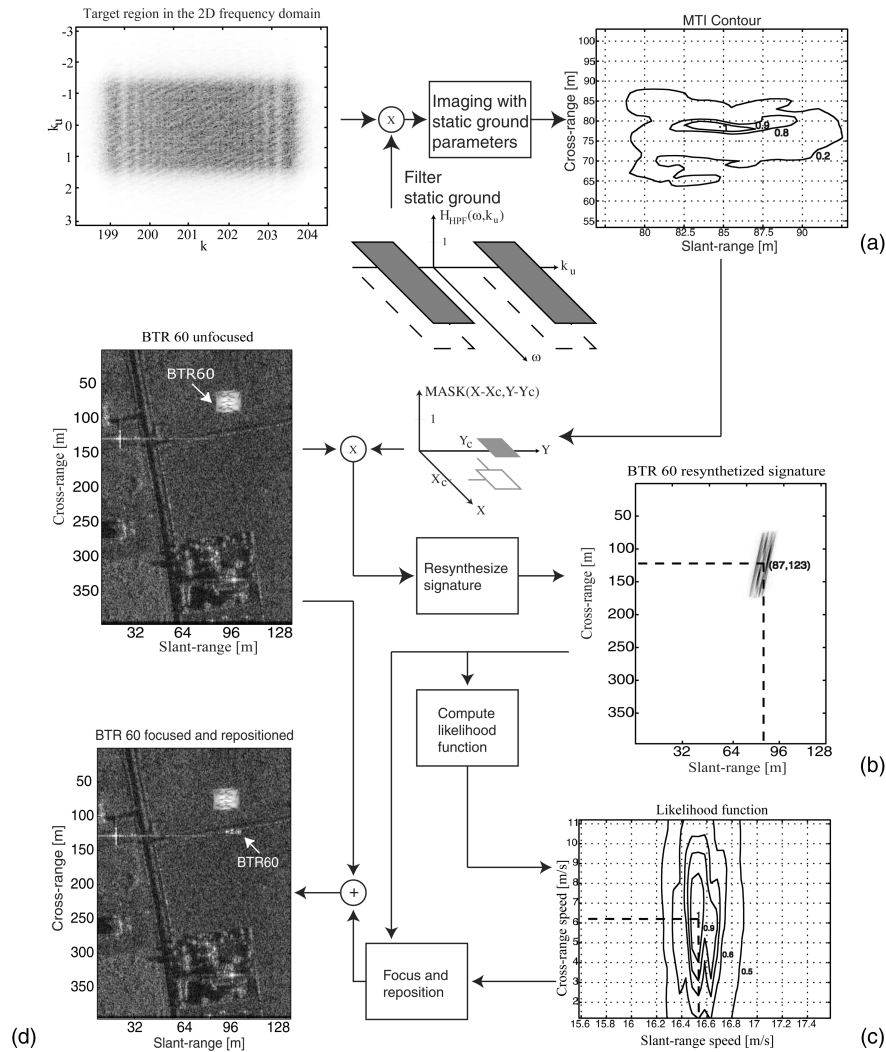 Target region in the 2D frequency domain
-3
-2
-1
0
1
2
3
k_u
199 200 201 202 203 204
k
x
Imaging with
static ground
parameters
Filter
static ground
H_HPF(ω,k_u)
1
k_u
ω
MTI Contour
100
95
90
85
80
75
70
65
60
55
Cross-range [m]
0.9
0.8
0.2
80 82.5 85 87.5 90
Slant-range [m]
(a)
BTR 60 unfocused
BTR60
50
100
150
200
250
300
350
Cross-range [m]
32 64 96 128
Slant-range [m]
x
MASK(X-Xc,Y-Yc)
1
Y_c
Y
X_c
X
Resynthesize
signature
BTR 60 resynthetized signature
50
100
150
200
250
300
350
Cross-range [m]
(87,123)
32 64 96 128
Slant-range [m]
(b)
Compute
likelihood
function
BTR 60 focused and repositioned
50
100
150
200
250
300
350
Cross-range [m]
BTR60
32 64 96 128
Slant-range [m]
(d)
+
Focus and
reposition
Likelihood function
11
10
9
8
7
6
5
4
3
2
Cross-range speed [m/s]
0.9
0.6
0.5
15.6 15.8 16 16.2 16.4 16.6 16.8 17 17.2 17.4
Slant-range speed [m/s]
(c)